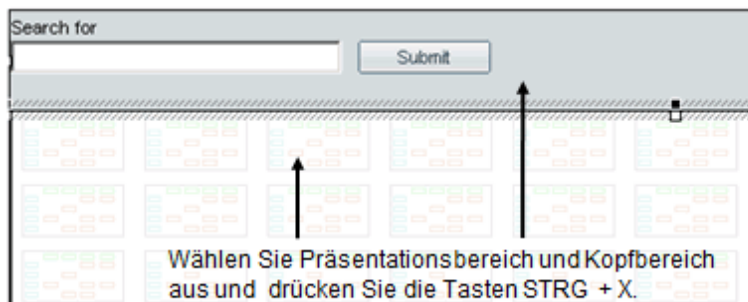 Search for
Submit
Wählen Sie Präsentationsbereich und Kopfbereich
aus und drücken Sie die Tasten STRG + X.